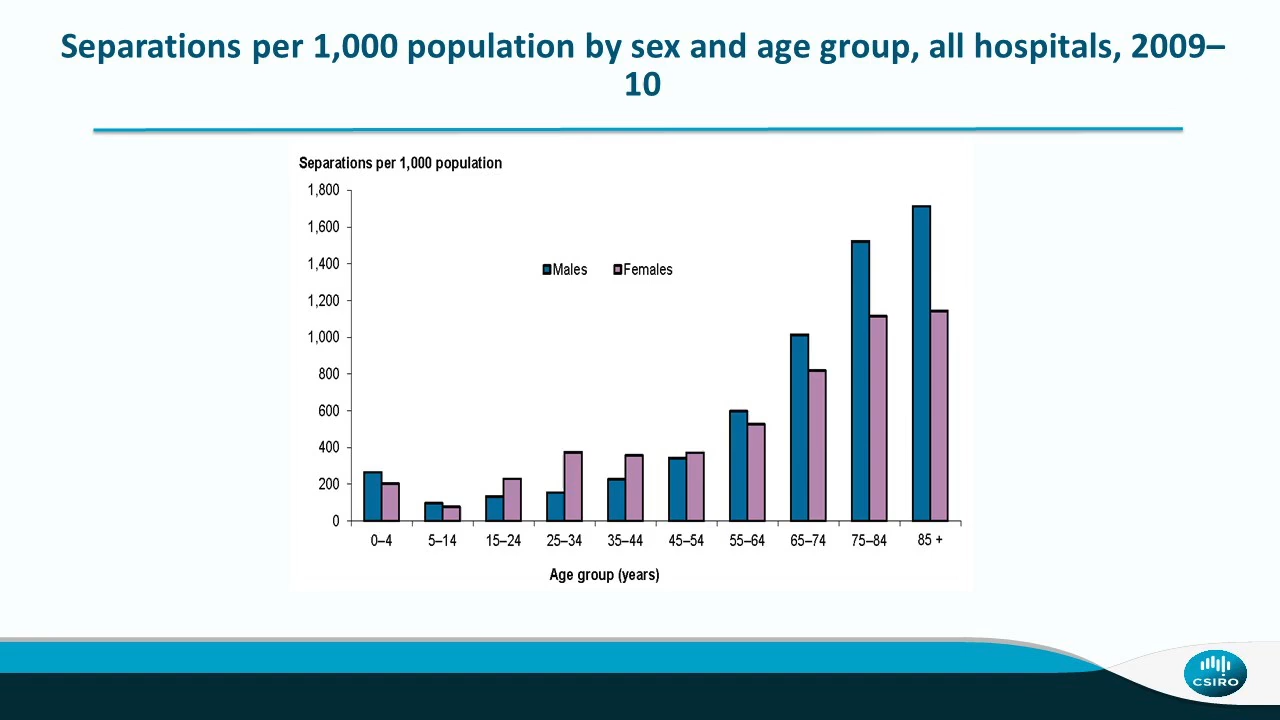 Separations per 1,000 population by sex and age group, all hospitals, 2009–
10
Separations per 1,000 population
1,800
1,600
1,400
1,200
1,000
800
600
400
200
0
Males Females
0–4 5–14 15–24 25–34 35–44 45–54 55–64 65–74 75–84 85 +
Age group (years)
CSIRO